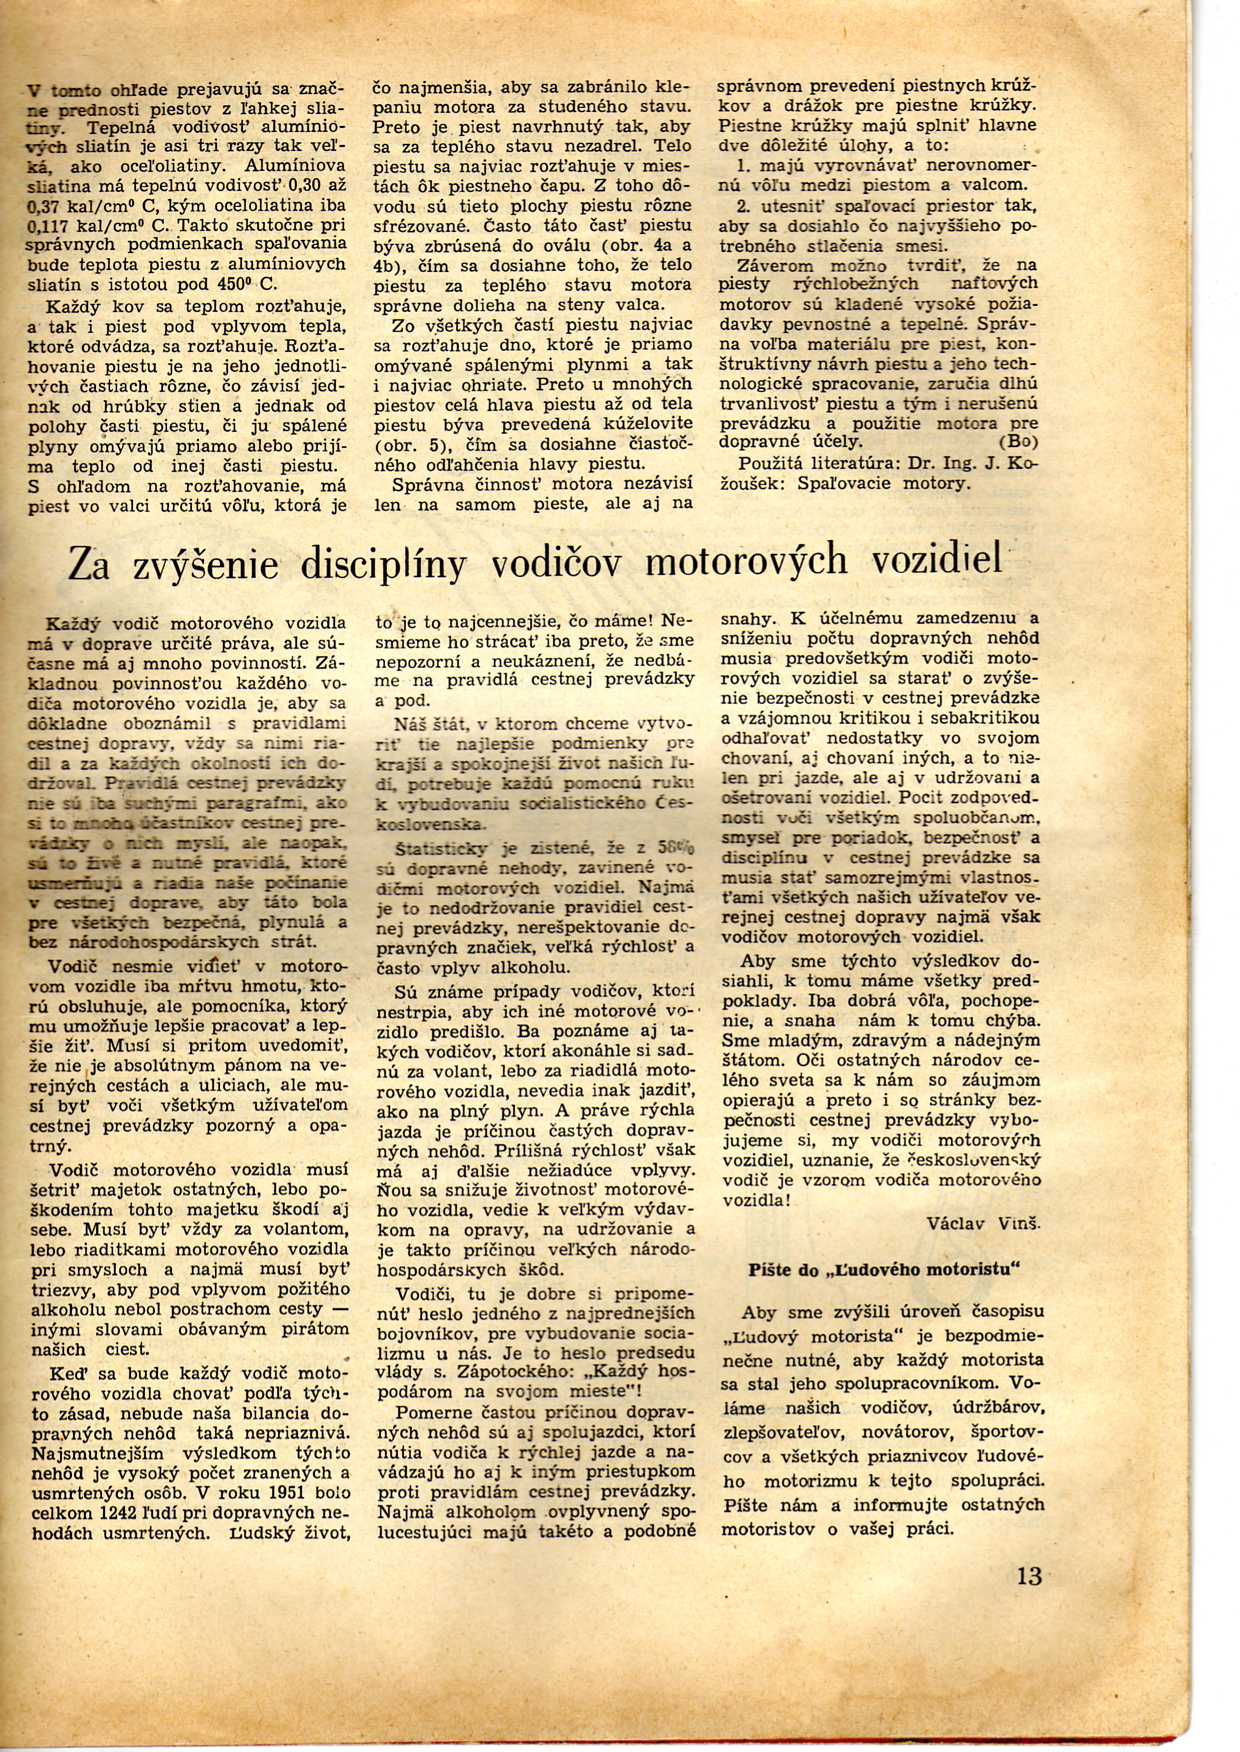 V tomto ohľade prejavujú sa znač-
ne prednosti piestov z ľahkej slia-
tiny. Tepelná vodivosť alumínio-
vých sliatín je asi tri razy tak veľ-
ká, ako oceľoliatiny. Alumíniova
sliatina má tepelnú vodivosť 0,30 až
0,37 kal/cm⁰ C, kým oceloliatina iba
0,117 kal/cm⁰ C. Takto skutočne pri
správnych podmienkach spaľovania
bude teplota piestu z alumíniovych
sliatín s istotou pod 450⁰ C.
Každý kov sa teplom rozťahuje,
a tak i piest pod vplyvom tepla,
ktoré odvádza, sa rozťahuje. Rozťa-
hovanie piestu je na jeho jednotli-
vých častiach rôzne, čo závisí jed-
nak od hrúbky stien a jednak od
polohy časti piestu, či ju spálené
plyny omývajú priamo alebo prijí-
ma teplo od inej časti piestu.
S ohľadom na rozťahovanie, má
piest vo valci určitú vôľu, ktorá je
čo najmenšia, aby sa zabránilo kle-
paniu motora za studeného stavu.
Preto je piest navrhnutý tak, aby
sa za teplého stavu nezadrel. Telo
piestu sa najviac rozťahuje v mies-
tách ôk piestneho čapu. Z toho dô-
vodu sú tieto plochy piestu rôzne
sfrézované. Často táto časť piestu
býva zbrúsená do oválu (obr. 4a a
4b), čím sa dosiahne toho, že telo
piestu za teplého stavu motora
správne dolieha na steny valca.
Zo všetkých častí piestu najviac
sa rozťahuje dno, ktoré je priamo
omývané spálenými plynmi a tak
i najviac ohriate. Preto u mnohých
piestov celá hlava piestu až od tela
piestu býva prevedená kúželovite
(obr. 5), čím sa dosiahne čiastoč-
ného odľahčenia hlavy piestu.
Správna činnosť motora nezávisí
len na samom pieste, ale aj na
správnom prevedení piestnych krúž-
kov a drážok pre piestne krúžky.
Piestne krúžky majú splniť hlavne
dve dôležité úlohy, a to:
1. majú vyrovnávať nerovnomer-
nú vôľu medzi piestom a valcom.
2. utesniť spaľovací priestor tak,
aby sa dosiahlo čo najvyššieho po-
trebného stlačenia smesi.
Záverom možno tvrdiť, že na
piesty rýchlobežných naftových
motorov sú kladené vysoké požia-
davky pevnostné a tepelné. Správ-
na voľba materiálu pre piest, kon-
štruktívny návrh piestu a jeho tech-
nologické spracovanie, zaručia dlhú
trvanlivosť piestu a tým i nerušenú
prevádzku a použitie motora pre
dopravné účely. (Bo)
Použitá literatúra: Dr. Ing. J. Ko-
žoušek: Spaľovacie motory.
Za zvýšenie disciplíny vodičov motorových vozidiel
Každý vodič motorového vozidla
má v doprave určité práva, ale sú-
časne má aj mnoho povinností. Zá-
kladnou povinnosťou každého vo-
diča motorového vozidla je, aby sa
dôkladne oboznámil s pravidlami
cestnej dopravy, vždy sa nimi ria-
dil a za každých okolností ich do-
držoval. Pravidlá cestnej prevádzky
nie sú iba suchými paragrafmi, ako
si to mnoho účastníkov cestnej pre-
vádzky o nich myslí, ale naopak,
sú to živé a nutné pravidlá, ktoré
usmerňujú a riadia naše počínanie
v cestnej doprave, aby táto bola
pre všetkých bezpečná, plynulá a
bez národohospodárskych strát.
Vodič nesmie vidieť v motoro-
vom vozidle iba mŕtvu hmotu, kto-
rú obsluhuje, ale pomocníka, ktorý
mu umožňuje lepšie pracovať a lep-
šie žiť. Musí si pritom uvedomiť,
že nie je absolútnym pánom na ve-
rejných cestách a uliciach, ale mu-
sí byť voči všetkým užívateľom
cestnej prevádzky pozorný a opa-
trný.
Vodič motorového vozidla musí
šetriť majetok ostatných, lebo po-
škodením tohto majetku škodí aj
sebe. Musí byť vždy za volantom,
lebo riaditkami motorového vozidla
pri smysloch a najmä musí byť
triezvy, aby pod vplyvom požitého
alkoholu nebol postrachom cesty —
inými slovami obávaným pirátom
našich ciest.
Keď sa bude každý vodič moto-
rového vozidla chovať podľa tých-
to zásad, nebude naša bilancia do-
pravných nehôd taká nepriaznivá.
Najsmutnejším výsledkom týchto
nehôd je vysoký počet zranených a
usmrtených osôb. V roku 1951 bolo
celkom 1242 ľudí pri dopravných ne-
hodách usmrtených. Ľudský život,
to je to najcennejšie, čo máme! Ne-
smieme ho strácať iba preto, že sme
nepozorní a neukáznení, že nedbá-
me na pravidlá cestnej prevádzky
a pod.
Náš štát, v ktorom chceme vytvo-
riť tie najlepšie podmienky pre
krajší a spokojnejší život našich ľu-
dí, potrebuje každú pomocnú ruku
k vybudovaniu socialistického Čes-
koslovenska.
Štatisticky je zistené, že z
sú dopravné nehody, zavinené vo-
dičmi motorových vozidiel. Najmä
je to nedodržovanie pravidiel cest-
nej prevádzky, nerešpektovanie do-
pravných značiek, veľká rýchlosť a
často vplyv alkoholu.
Sú známe prípady vodičov, ktorí
nestrpia, aby ich iné motorové vo-
zidlo predišlo. Ba poznáme aj ta-
kých vodičov, ktorí akonáhle si sad-
nú za volant, lebo za riadidlá moto-
rového vozidla, nevedia inak jazdiť,
ako na plný plyn. A práve rýchla
jazda je príčinou častých doprav-
ných nehôd. Prílišná rýchlosť však
má aj ďalšie nežiadúce vplyvy.
Ňou sa snižuje životnosť motorové-
ho vozidla, vedie k veľkým výdav-
kom na opravy, na udržovanie a
je takto príčinou veľkých národo-
hospodárskych škôd.
Vodiči, tu je dobre si pripome-
núť heslo jedného z najprednejších
bojovníkov, pre vybudovanie socia-
lizmu u nás. Je to heslo predsedu
vlády s. Zápotockého: „Každý hos-
podárom na svojom mieste"!
Pomerne častou príčinou doprav-
ných nehôd sú aj spolujazdci, ktorí
nútia vodiča k rýchlej jazde a na-
vádzajú ho aj k iným priestupkom
proti pravidlám cestnej prevádzky.
Najmä alkoholom ovplyvnený spo-
lucestujúci majú takéto a podobné
snahy. K účelnému zamedzeniu a
sníženiu počtu dopravných nehôd
musia predovšetkým vodiči moto-
rových vozidiel sa starať o zvýše-
nie bezpečnosti v cestnej prevádzke
a vzájomnou kritikou i sebakritikou
odhaľovať nedostatky vo svojom
chovaní, aj chovaní iných, a to nie-
len pri jazde, ale aj v udržovaní a
ošetrovaní vozidiel. Pocit zodpoved-
nosti voči všetkým spoluobčanom,
smysel pre poriadok, bezpečnosť a
disciplínu v cestnej prevádzke sa
musia stať samozrejmými vlastnos-
ťami všetkých našich užívateľov ve-
rejnej cestnej dopravy najmä však
vodičov motorových vozidiel.
Aby sme týchto výsledkov do-
siahli, k tomu máme všetky pred-
poklady. Iba dobrá vôľa, pochope-
nie, a snaha nám k tomu chýba.
Sme mladým, zdravým a nádejným
štátom. Oči ostatných národov ce-
lého sveta sa k nám so záujmom
opierajú a preto i so stránky bez-
pečnosti cestnej prevádzky vybo-
jujeme si, my vodiči motorových
vozidiel, uznanie, že československý
vodič je vzorom vodiča motorového
vozidla!
Václav Vinš.
Píšte do „Ľudového motoristu“
Aby sme zvýšili úroveň časopisu
„Ľudový motorista“ je bezpodmie-
nečne nutné, aby každý motorista
sa stal jeho spolupracovníkom. Vo-
láme našich vodičov, údržbárov,
zlepšovateľov, novátorov, športov-
cov a všetkých priaznivcov ľudové-
ho motorizmu k tejto spolupráci.
Píšte nám a informujte ostatných
motoristov o vašej práci.
13